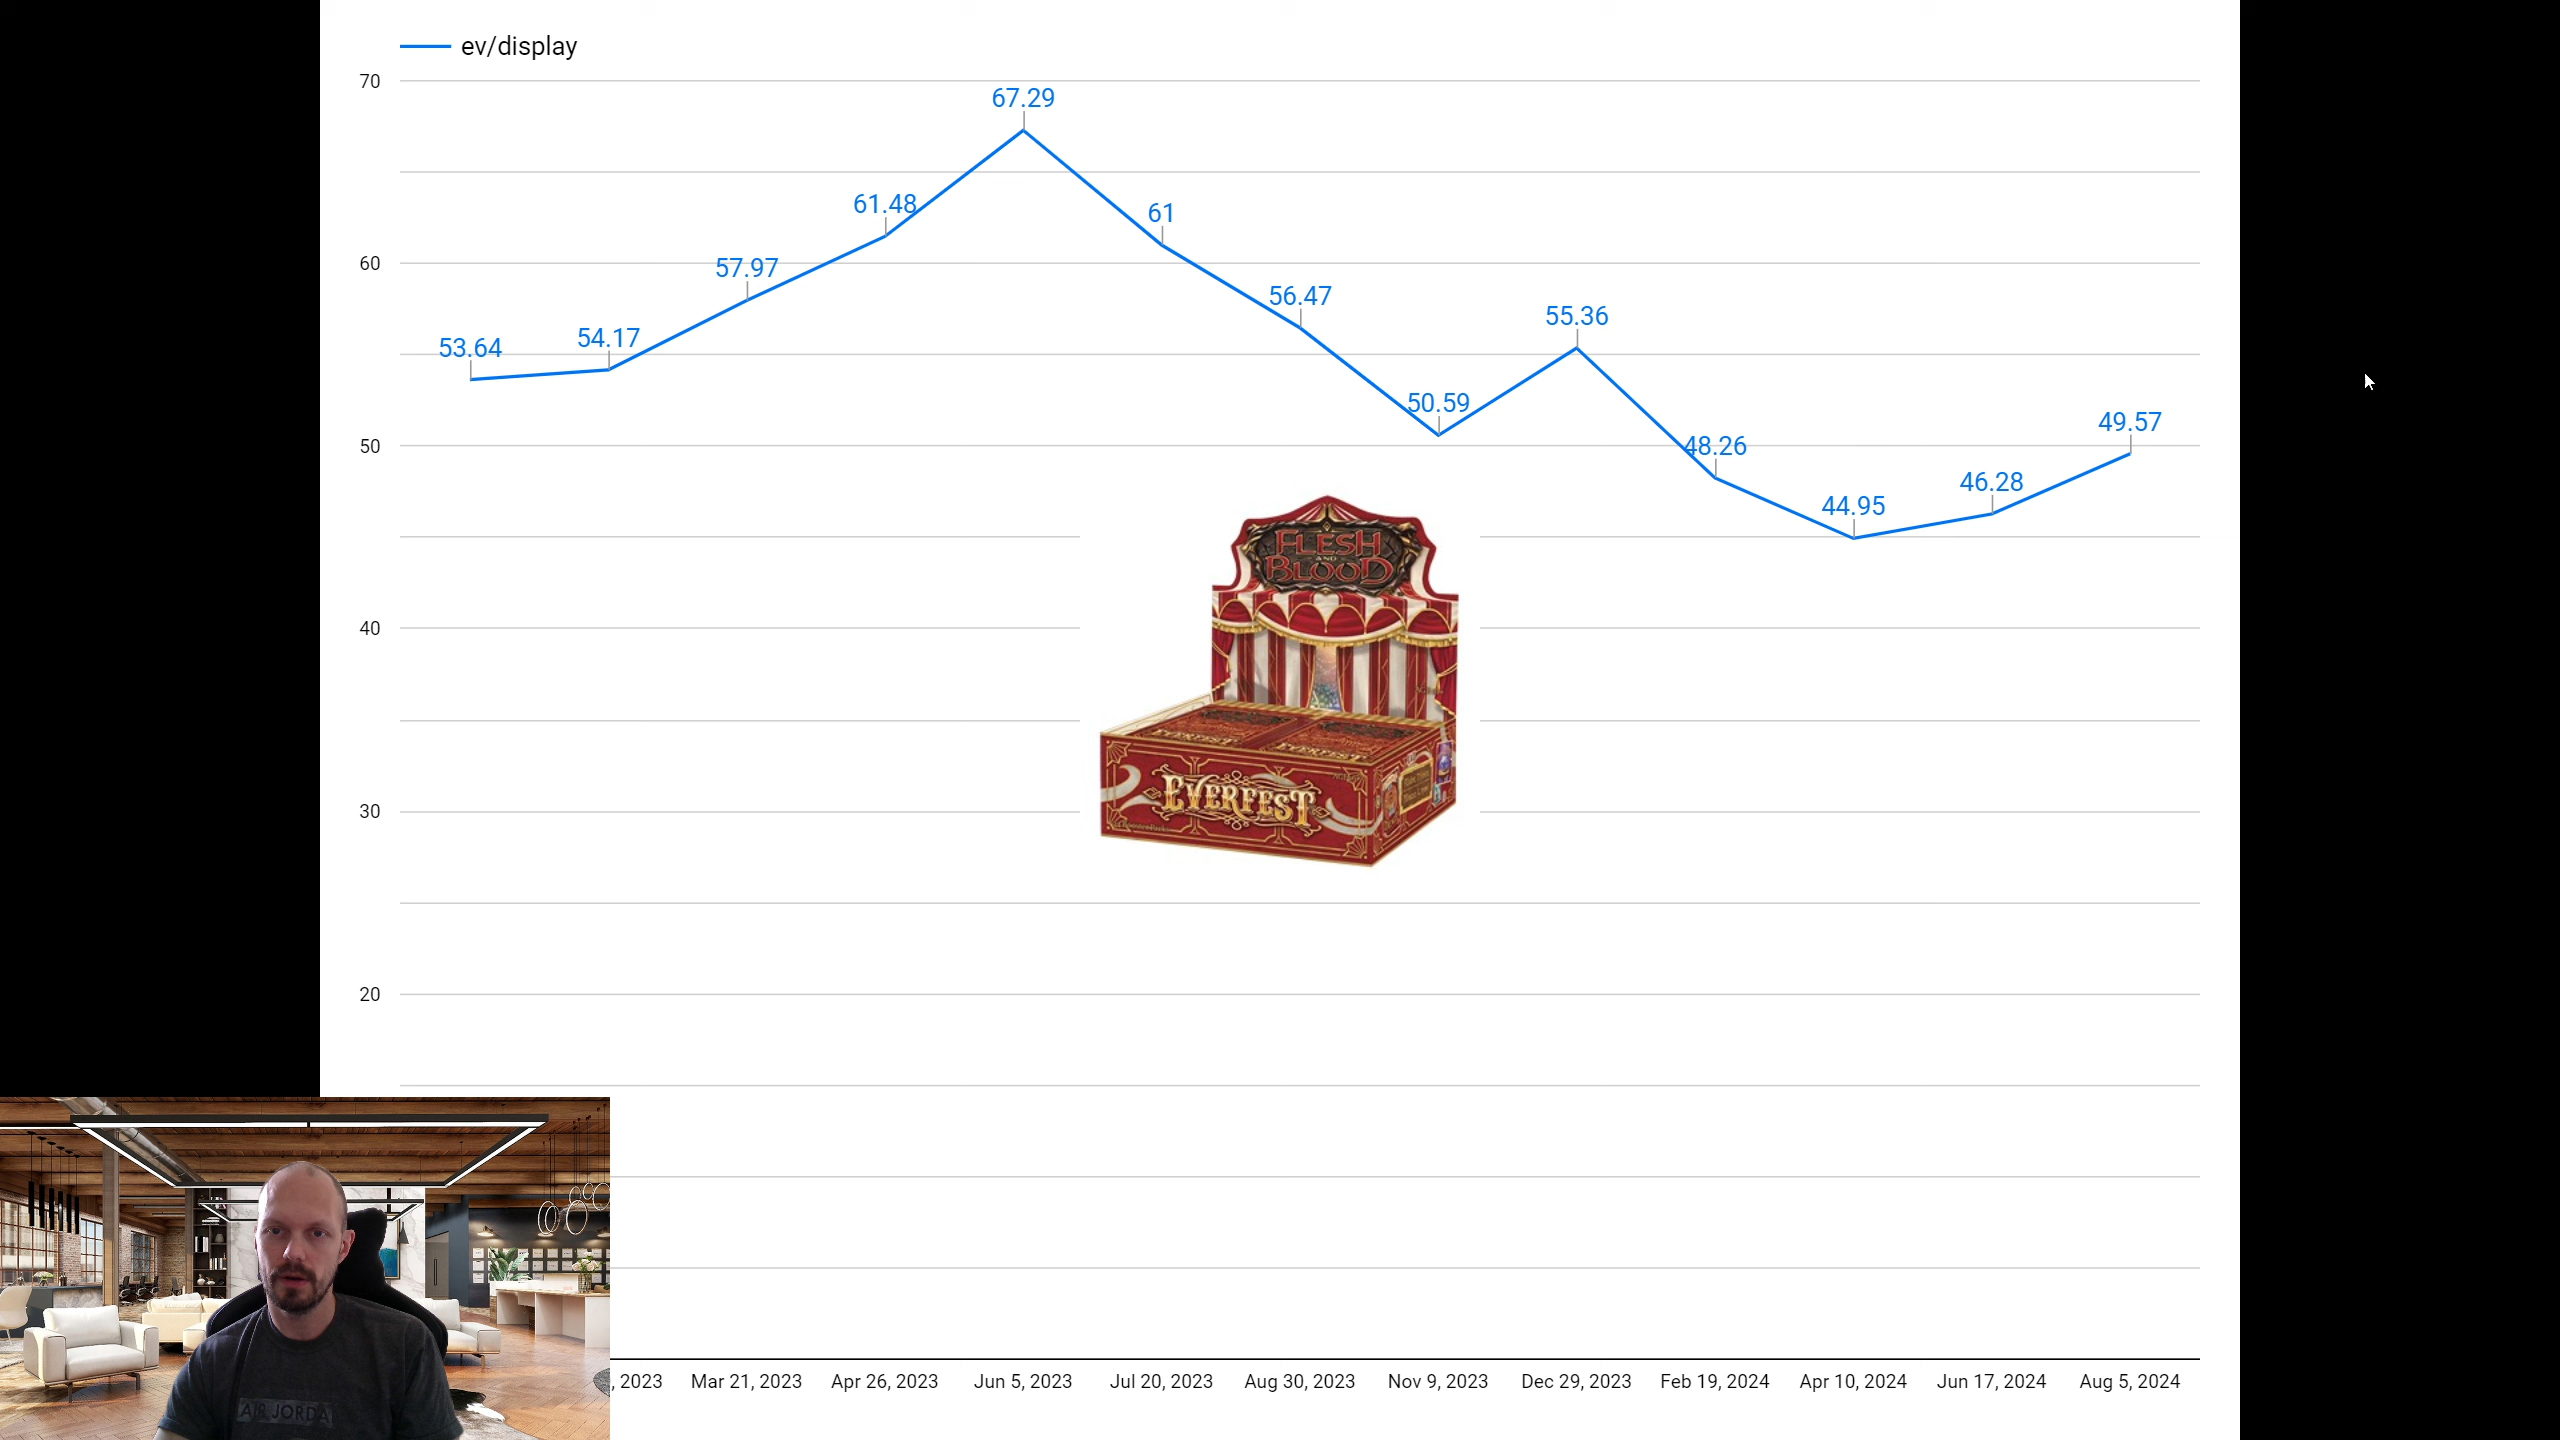 ev/display
70
67.29
61.48
61
60
57.97
56.47
55.36
54.17
53.64
50.59
50
49.57
48.26
46.28
44.95
FLESH
AND
BLOOD
40
EVERFEST
30
20
, 2023
Mar 21, 2023
Apr 26, 2023
Jun 5, 2023
Jul 20, 2023
Aug 30, 2023
Nov 9, 2023
Dec 29, 2023
Feb 19, 2024
Apr 10, 2024
Jun 17, 2024
Aug 5, 2024
AIR JORDA